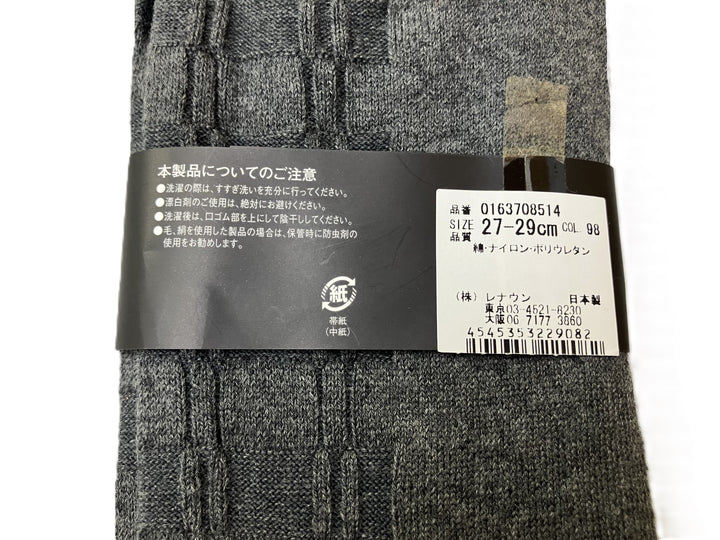 本製品についてのご注意
●洗濯の際は、すすぎ洗いを充分に行ってください。
●漂白剤のご使用は、絶対にお避けください。
●洗濯後は、口ゴム部を上にして陰干ししてください。
●毛、絹を使用した製品の場合は、保管時に防虫剤の
使用をお勧めします。
紙
帯紙
(中紙)
品番 0163708514
SIZE 27-29cm COL. 98
品質
綿・ナイロン・ポリウレタン
(株) レナウン 日本製
東京03-4521-8230
大阪06 7177 3660
4545353229082